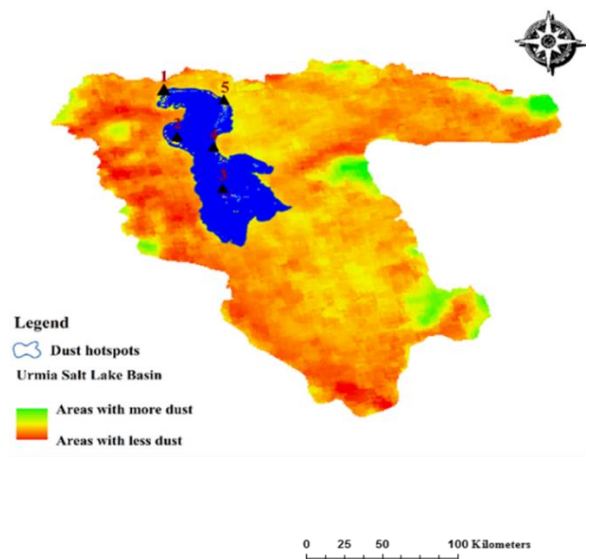 1
5
3
Legend
Dust hotspots
Urmia Salt Lake Basin
Areas with more dust
Areas with less dust
0 25 50 100 Kilometers